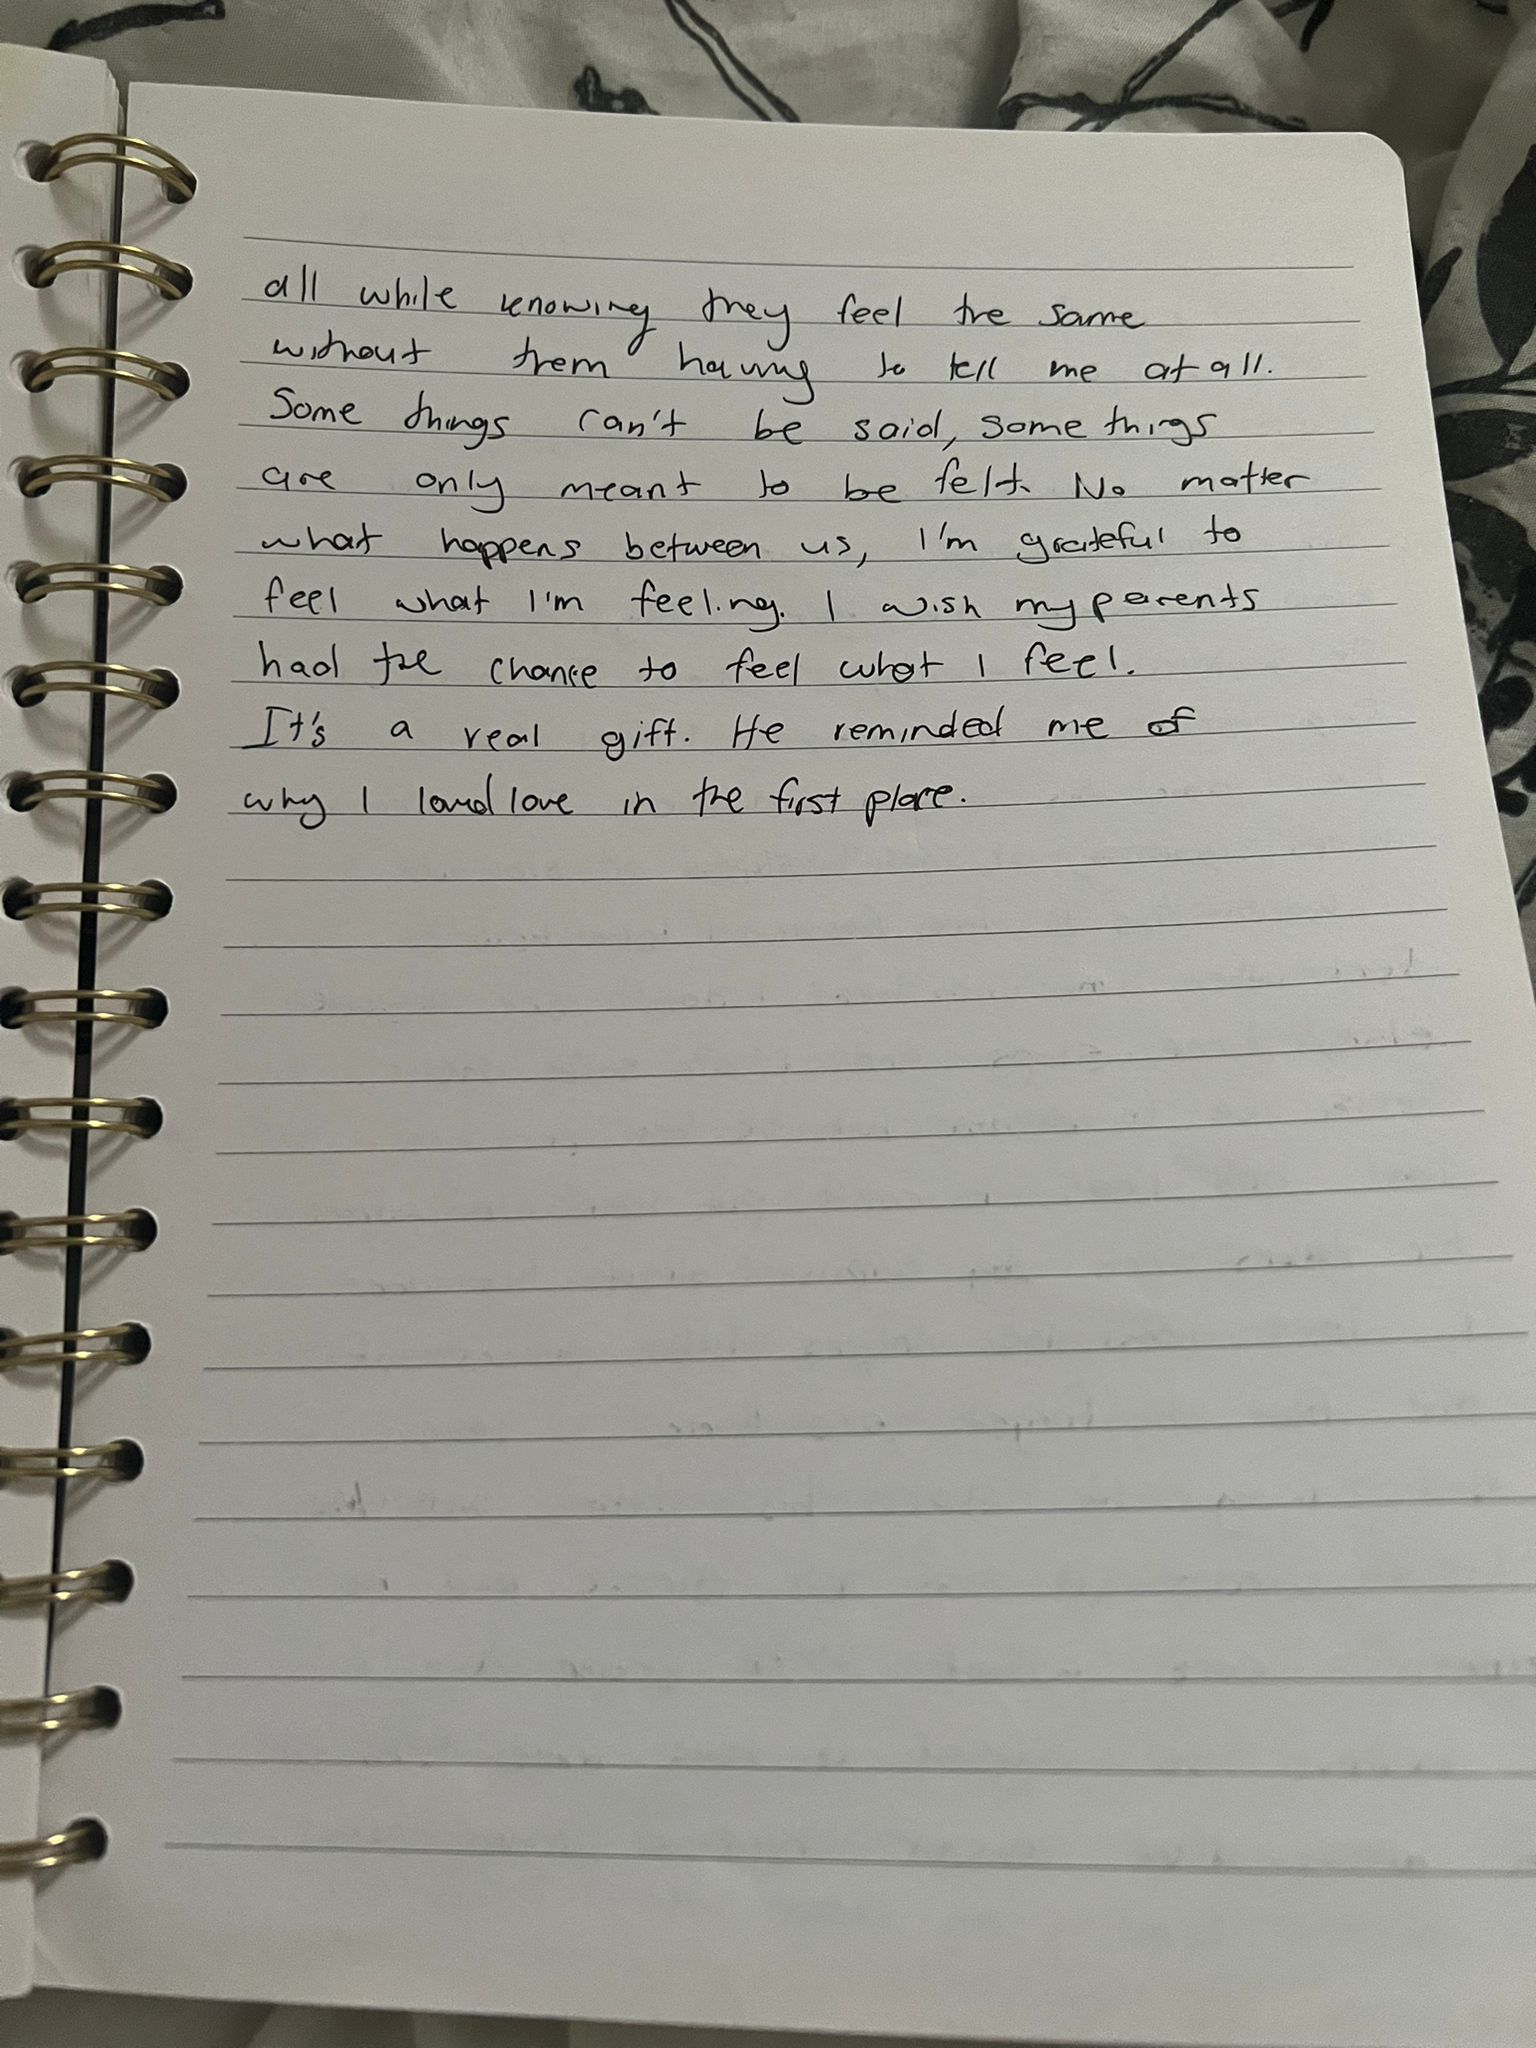 all while knowing they feel the same
without them having to tell me at all.
Some things can't be said, some things
are only meant to be felt. No matter
what happens between us, I'm grateful to
feel what I'm feeling. I wish my parents
had the chance to feel what I feel.
It's a real gift. He reminded me of
why I loved love in the first place.